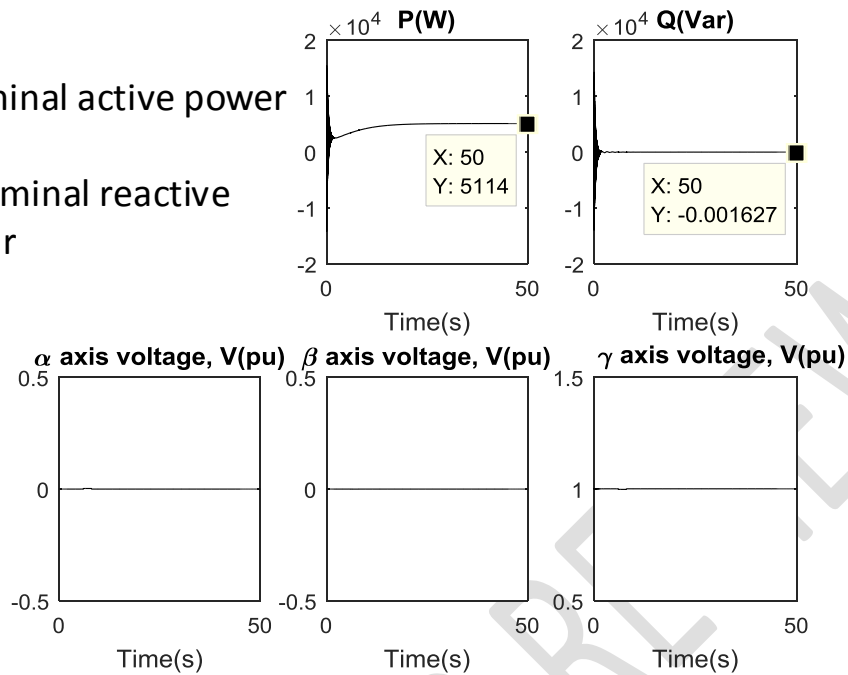 ×10⁴ P(W)
×10⁴ Q(Var)
minal active power
minal reactive
r
2
1
0
-1
-2
0
50
Time(s)
X: 50
Y: 5114
2
1
0
-1
-2
0
50
Time(s)
X: 50
Y: -0.001627
α axis voltage, V(pu)
0.5
0
-0.5
0
50
Time(s)
β axis voltage, V(pu)
0.5
0
-0.5
0
50
Time(s)
γ axis voltage, V(pu)
1.5
1
0.5
0
50
Time(s)